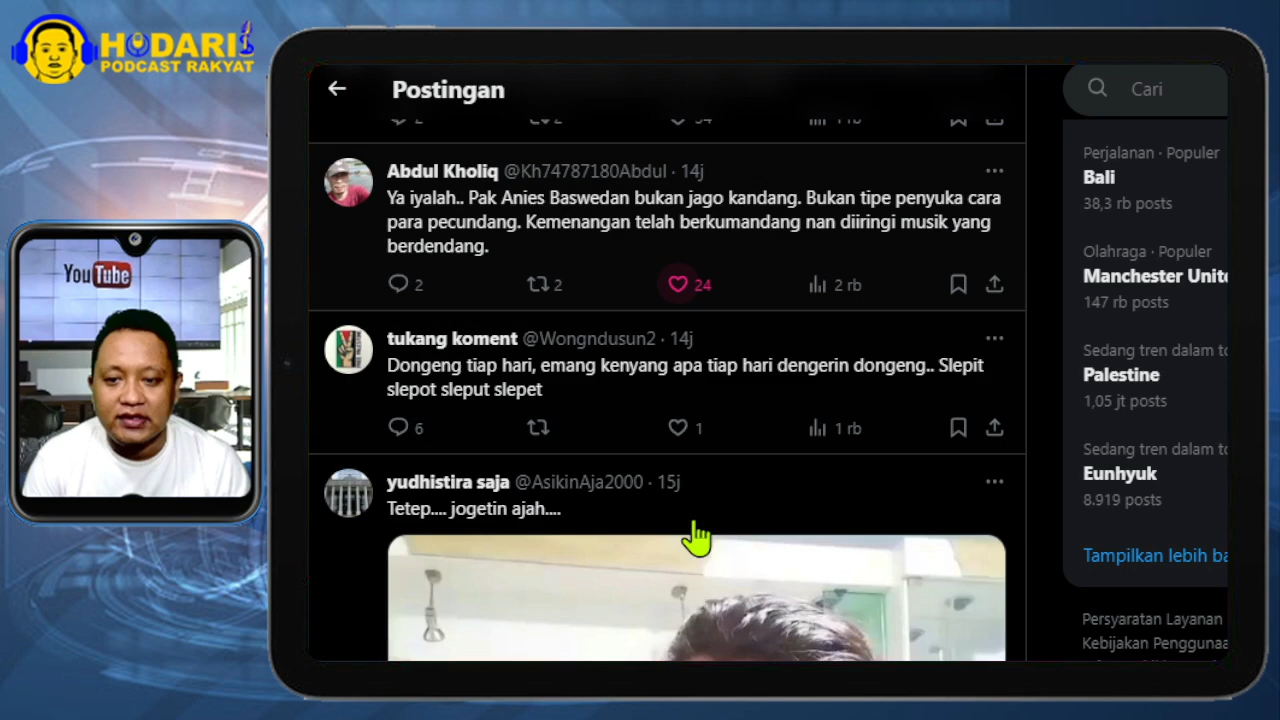 HODARI
PODCAST RAKYAT
YouTube
Postingan
Cari
Abdul Kholiq @Kh74787180Abdul · 14j
Ya iyalah.. Pak Anies Baswedan bukan jago kandang. Bukan tipe penyuka cara
para pecundang. Kemenangan telah berkumandang nan diiringi musik yang
berdendang.
2 2 24 2 rb
tukang koment @Wongndusun2 · 14j
Dongeng tiap hari, emang kenyang apa tiap hari dengerin dongeng.. Slepit
slepot sleput slepet
6 1 1 rb
yudhistira saja @AsikinAja2000 · 15j
Tetep.... jogetin ajah....
Perjalanan · Populer
Bali
38,3 rb posts
Olahraga · Populer
Manchester Unite
147 rb posts
Sedang tren dalam to
Palestine
1,05 jt posts
Sedang tren dalam to
Eunhyuk
8.919 posts
Tampilkan lebih ba
Persyaratan Layanan
Kebijakan Pengguna